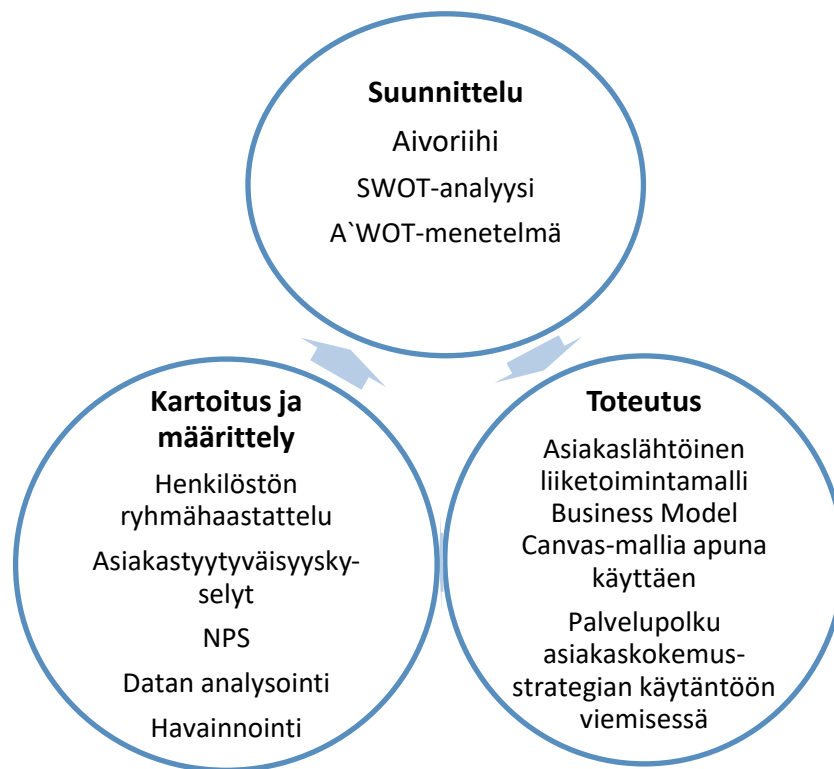 Suunnittelu
Aivoriihi
SWOT-analyysi
A`WOT-menetelmä
Kartoitus ja
määrittely
Henkilöstön
ryhmähaastattelu
Asiakastyytyväisyysky-
selyt
NPS
Datan analysointi
Havainnointi
Toteutus
Asiakaslähtöinen
liiketoimintamalli
Business Model
Canvas-mallia apuna
käyttäen
Palvelupolku
asiakaskokemus-
strategian käytäntöön
viemisessä